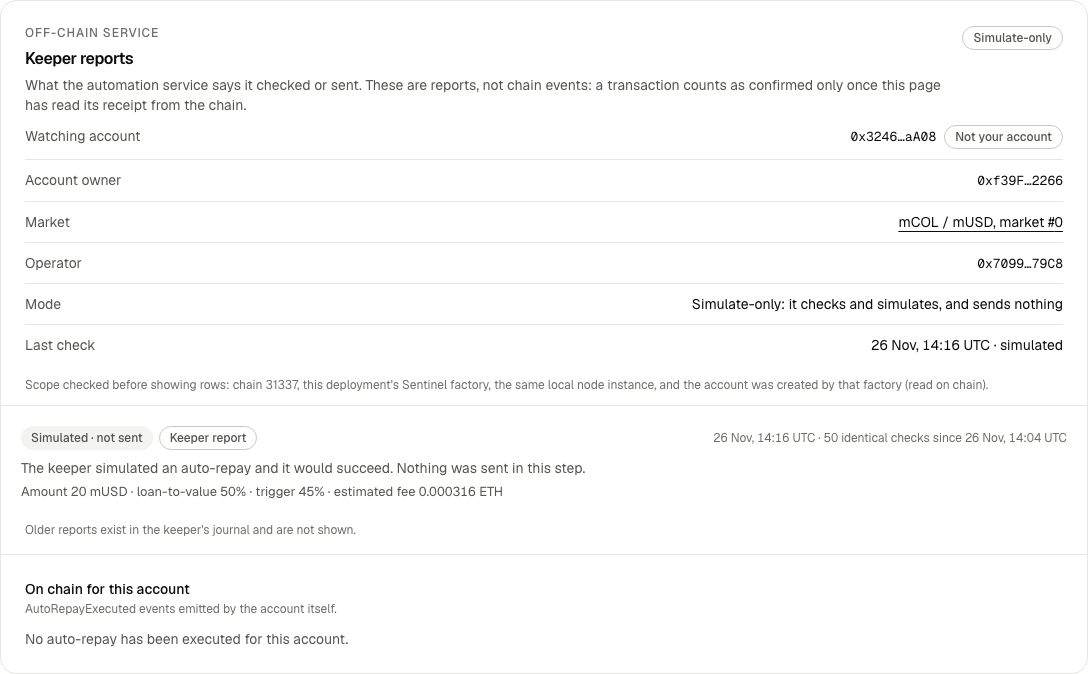 OFF-CHAIN SERVICE
Simulate-only
Keeper reports
What the automation service says it checked or sent. These are reports, not chain events: a transaction counts as confirmed only once this page
has read its receipt from the chain.
Watching account
0x3246…aA08
Not your account
Account owner
0xf39F…2266
Market
mCOL / mUSD, market #0
Operator
0x7099…79C8
Mode
Simulate-only: it checks and simulates, and sends nothing
Last check
26 Nov, 14:16 UTC · simulated
Scope checked before showing rows: chain 31337, this deployment's Sentinel factory, the same local node instance, and the account was created by that factory (read on chain).
Simulated · not sent
Keeper report
26 Nov, 14:16 UTC · 50 identical checks since 26 Nov, 14:04 UTC
The keeper simulated an auto-repay and it would succeed. Nothing was sent in this step.
Amount 20 mUSD · loan-to-value 50% · trigger 45% · estimated fee 0.000316 ETH
Older reports exist in the keeper's journal and are not shown.
On chain for this account
AutoRepayExecuted events emitted by the account itself.
No auto-repay has been executed for this account.